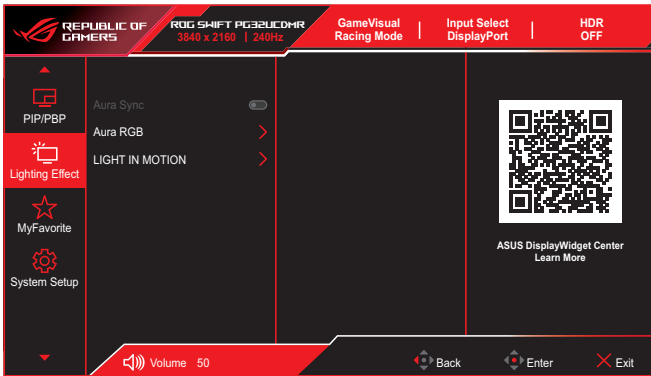 REPUBLIC OF
GAMERS
ROG SWIFT PG32UCDMR
3840 x 2160 | 240Hz
GameVisual
Racing Mode
Input Select
DisplayPort
HDR
OFF
PIP/PBP
Lighting Effect
MyFavorite
System Setup
Aura Sync
Aura RGB
LIGHT IN MOTION
ASUS DisplayWidget Center
Learn More
Volume 50
Back
Enter
Exit